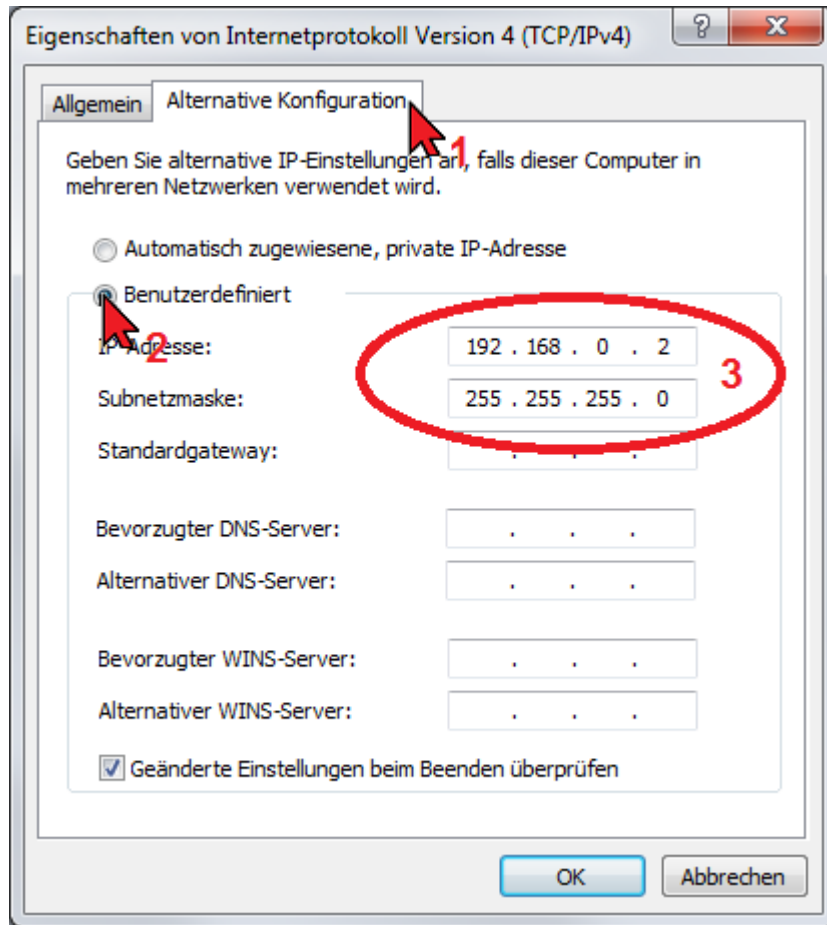 Eigenschaften von Internetprotokoll Version 4 (TCP/IPv4)
Allgemein
Alternative Konfiguration
1
Geben Sie alternative IP-Einstellungen an, falls dieser Computer in
mehreren Netzwerken verwendet wird.
Automatisch zugewiesene, private IP-Adresse
Benutzerdefiniert
2
IP-Adresse: 192 . 168 . 0 . 2
3
Subnetzmaske: 255 . 255 . 255 . 0
Standardgateway: . . .
Bevorzugter DNS-Server: . . .
Alternativer DNS-Server: . . .
Bevorzugter WINS-Server: . . .
Alternativer WINS-Server: . . .
Geänderte Einstellungen beim Beenden überprüfen
OK
Abbrechen